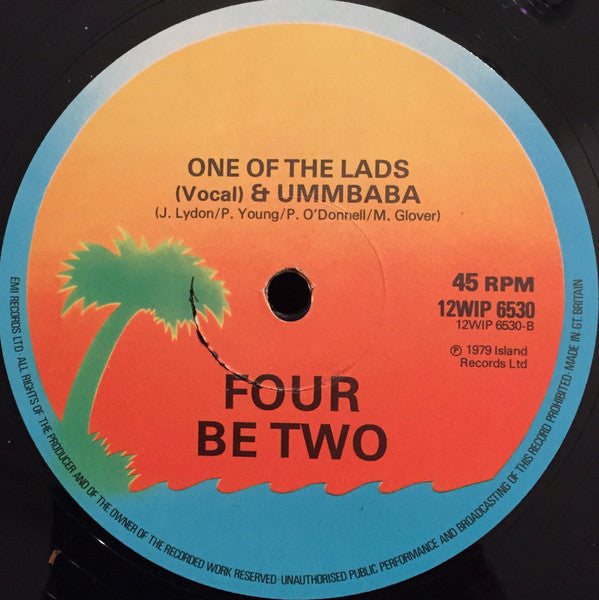 ONE OF THE LADS
(Vocal) & UMMBABA
(J. Lydon/P. Young/P. O'Donnell/M. Glover)
45 RPM
12WIP 6530
12WIP 6530-B
℗ 1979 Island
Records Ltd
FOUR
BE TWO
EMI RECORDS LTD· ALL RIGHTS OF THE PRODUCER AND OF THE OWNER OF THE RECORDED WORK RESERVED· UNAUTHORISED PUBLIC PERFORMANCE AND BROADCASTING OF THIS RECORD PROHIBITED· MADE IN GT. BRITAIN